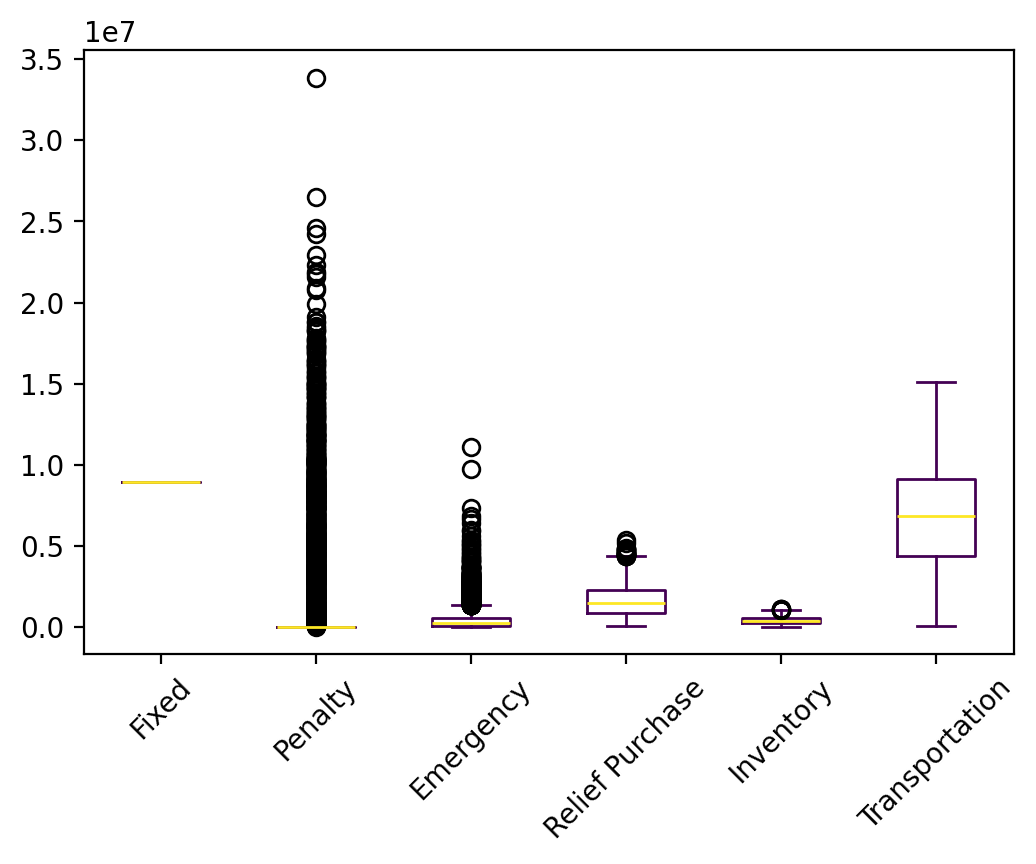 1e7
3.5
3.0
2.5
2.0
1.5
1.0
0.5
0.0
Fixed
Penalty
Emergency
Relief Purchase
Inventory
Transportation